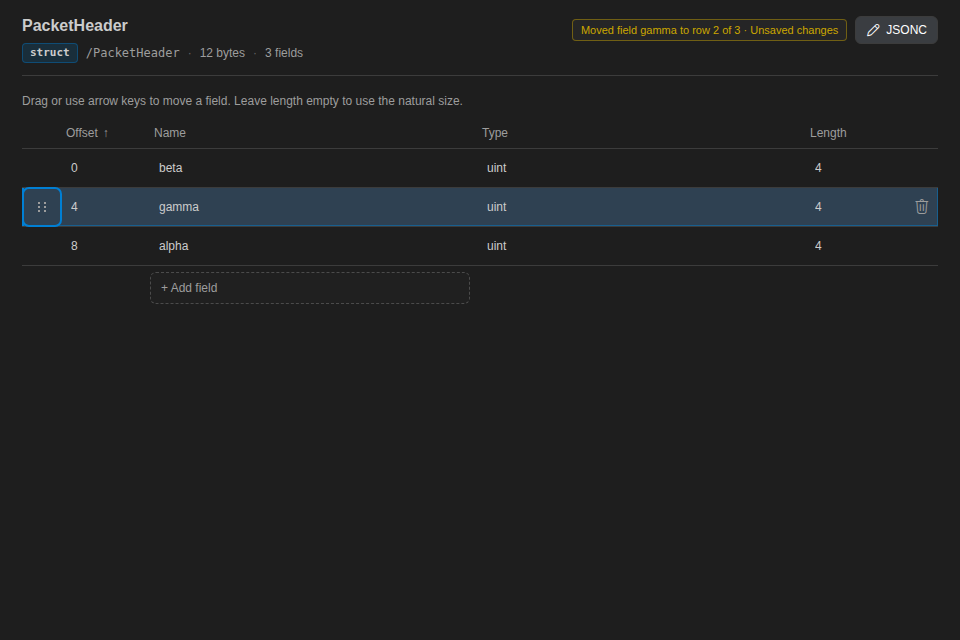 PacketHeader
Moved field gamma to row 2 of 3 · Unsaved changes
JSONC
struct /PacketHeader · 12 bytes · 3 fields
Drag or use arrow keys to move a field. Leave length empty to use the natural size.
Offset ↑ Name Type Length
0 beta uint 4
4 gamma uint 4
8 alpha uint 4
+ Add field